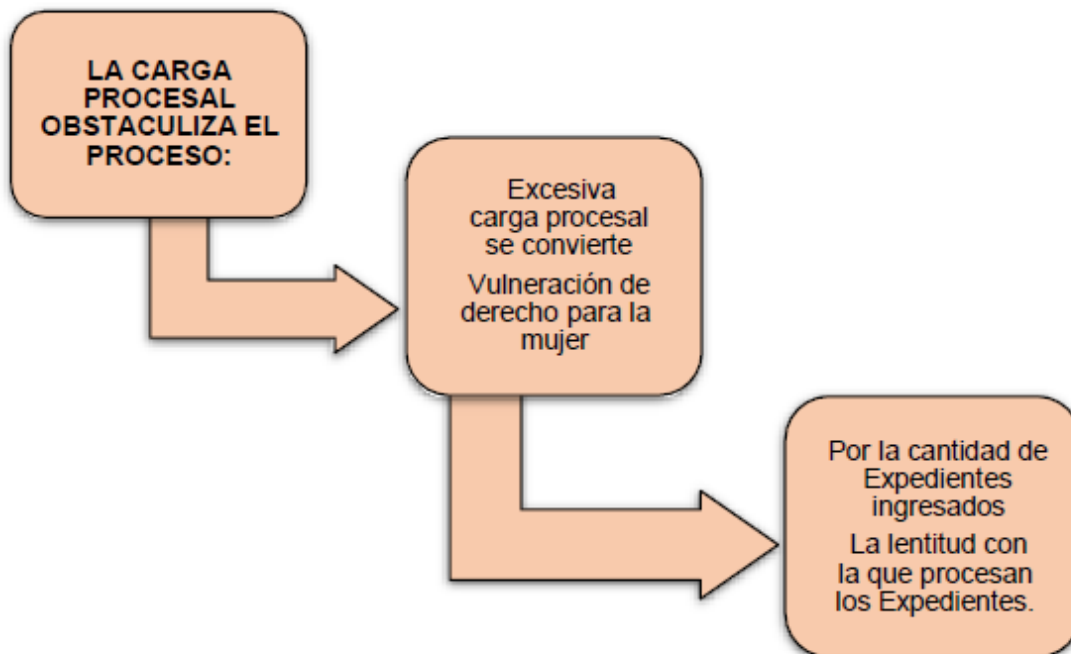 LA CARGA
PROCESAL
OBSTACULIZA EL
PROCESO:
Excesiva
carga procesal
se convierte
Vulneración de
derecho para la
mujer
Por la cantidad de
Expedientes
ingresados
La lentitud con
la que procesan
los Expedientes.